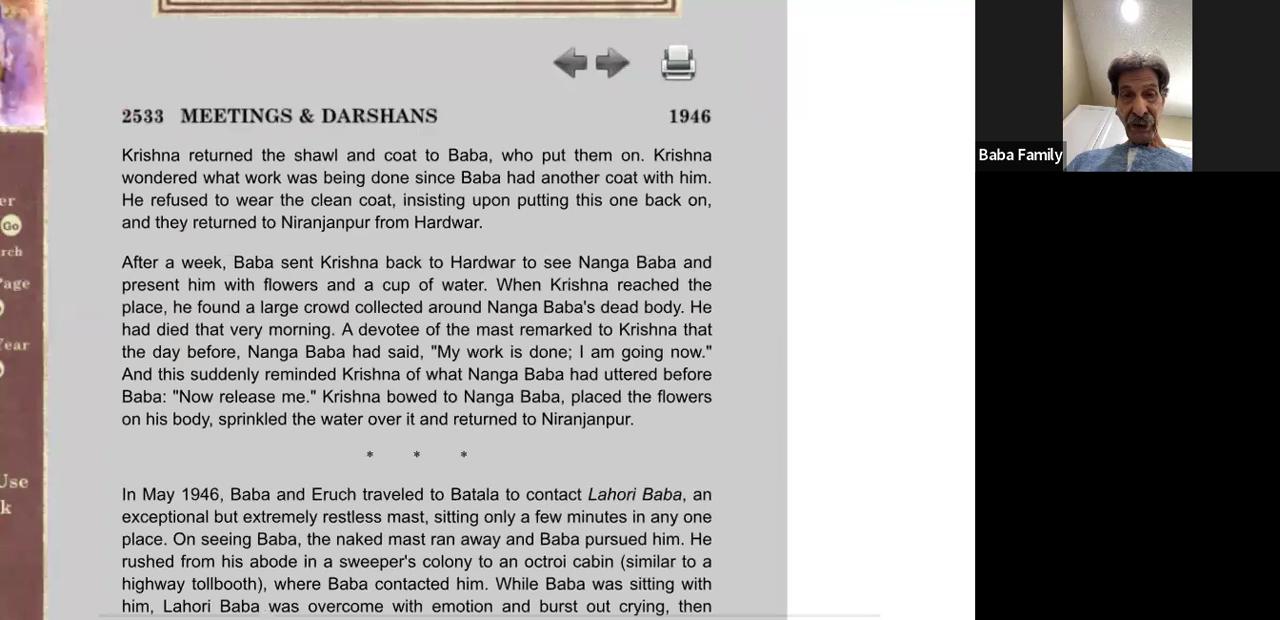 2533 MEETINGS & DARSHANS 1946
Krishna returned the shawl and coat to Baba, who put them on. Krishna
wondered what work was being done since Baba had another coat with him.
He refused to wear the clean coat, insisting upon putting this one back on,
and they returned to Niranjanpur from Hardwar.
After a week, Baba sent Krishna back to Hardwar to see Nanga Baba and
present him with flowers and a cup of water. When Krishna reached the
place, he found a large crowd collected around Nanga Baba's dead body. He
had died that very morning. A devotee of the mast remarked to Krishna that
the day before, Nanga Baba had said, "My work is done; I am going now."
And this suddenly reminded Krishna of what Nanga Baba had uttered before
Baba: "Now release me." Krishna bowed to Nanga Baba, placed the flowers
on his body, sprinkled the water over it and returned to Niranjanpur.
* * *
In May 1946, Baba and Eruch traveled to Batala to contact Lahori Baba, an
exceptional but extremely restless mast, sitting only a few minutes in any one
place. On seeing Baba, the naked mast ran away and Baba pursued him. He
rushed from his abode in a sweeper's colony to an octroi cabin (similar to a
highway tollbooth), where Baba contacted him. While Baba was sitting with
him, Lahori Baba was overcome with emotion and burst out crying, then
er
Go
rch
age
ear
Use
k
Baba Family